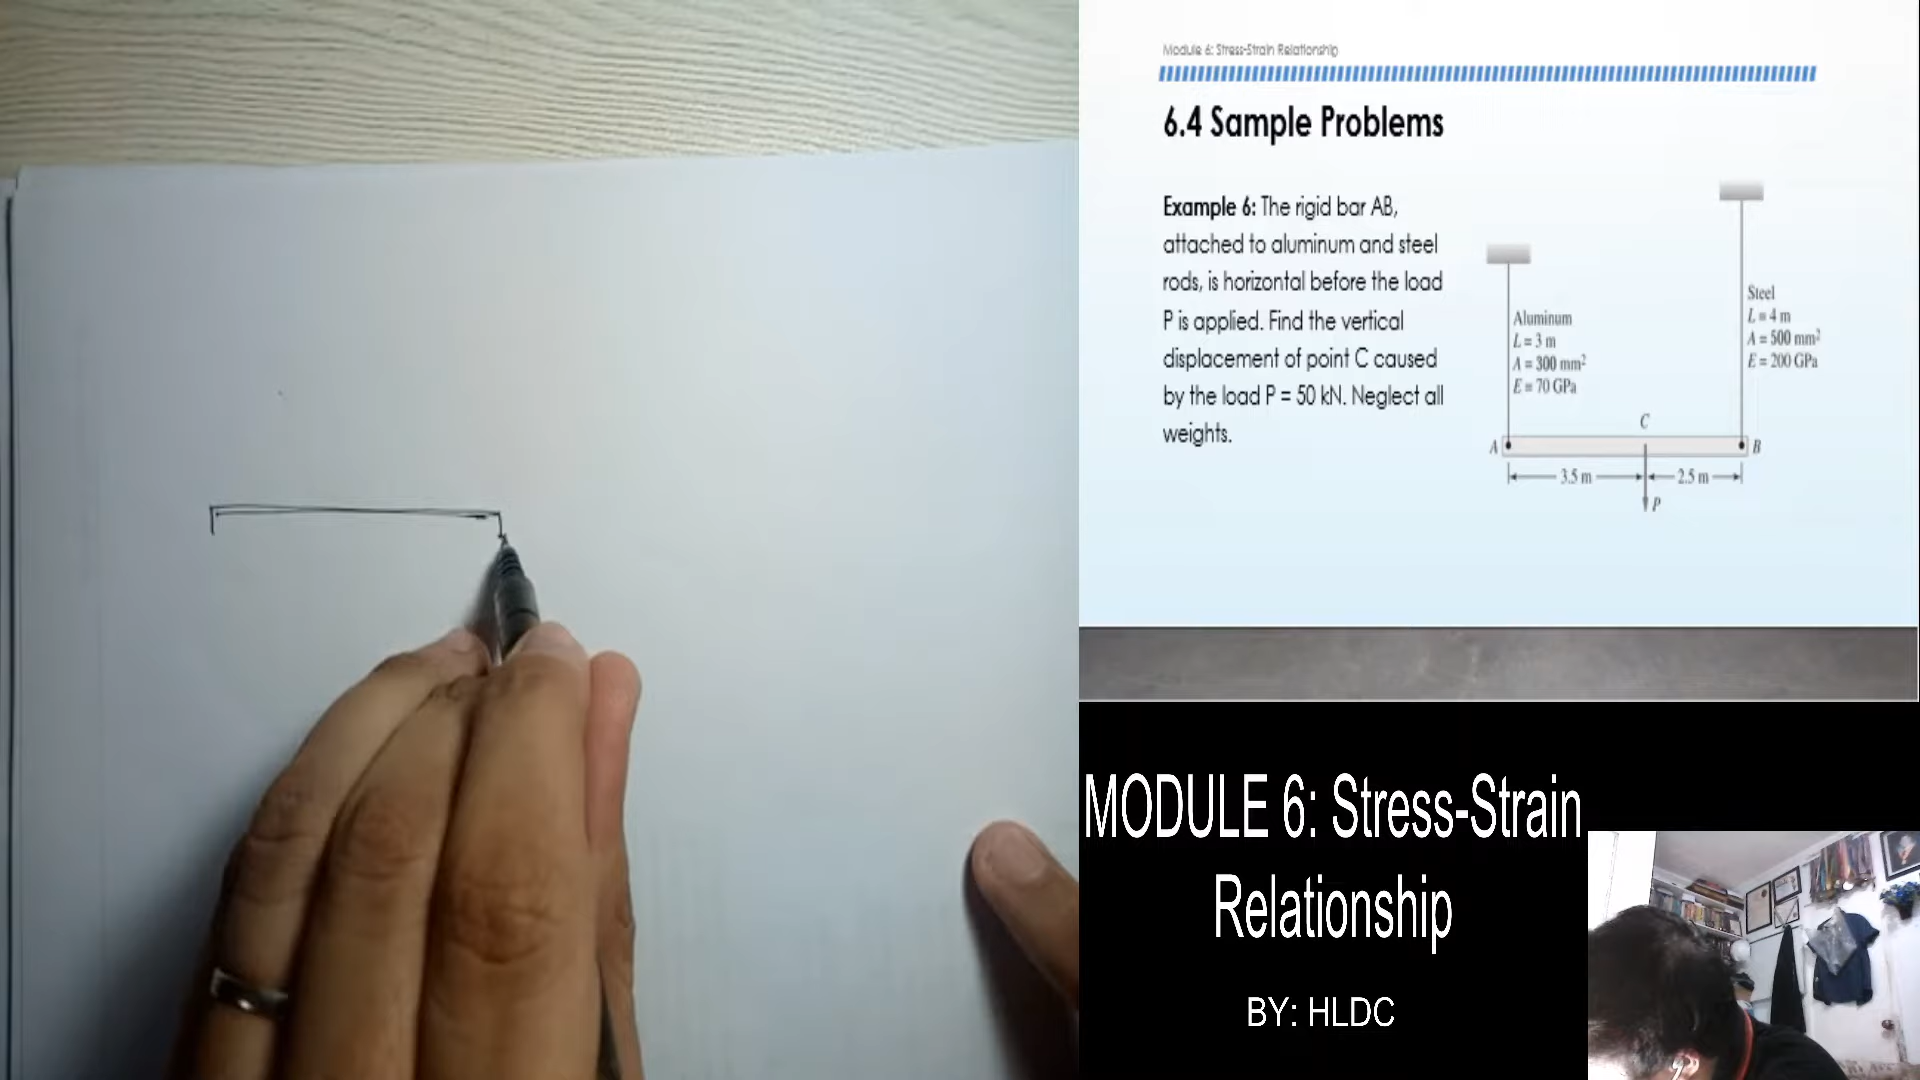 Module 6: Stress-Strain Relationship
6.4 Sample Problems
Example 6: The rigid bar AB,
attached to aluminum and steel
rods, is horizontal before the load
P is applied. Find the vertical
displacement of point C caused
by the load P = 50 kN. Neglect all
weights.
Aluminum
L = 3 m
A = 300 mm²
E = 70 GPa
Steel
L = 4 m
A = 500 mm²
E = 200 GPa
C
A
B
3.5 m
2.5 m
P
MODULE 6: Stress-Strain
Relationship
BY: HLDC